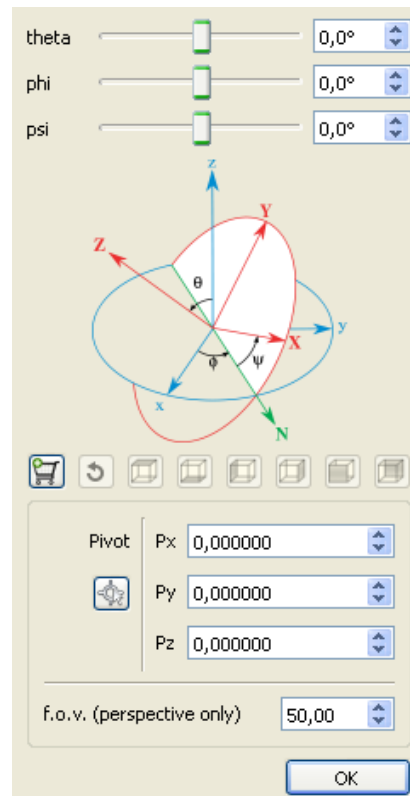 theta 0,0°
phi 0,0°
psi 0,0°
z
Y
Z
θ
y
X
ϕ ψ
x
N
Pivot Px 0,000000
Py 0,000000
Pz 0,000000
f.o.v. (perspective only) 50,00
OK